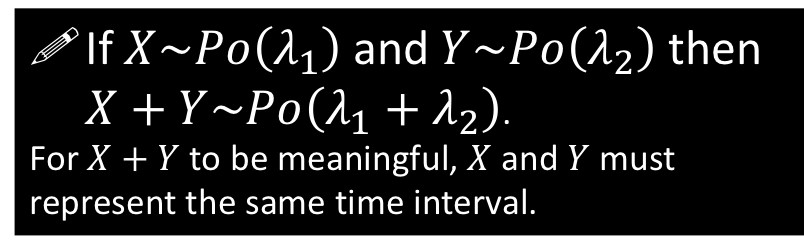 If X~Po(λ₁) and Y~Po(λ₂) then
X + Y~Po(λ₁ + λ₂).
For X + Y to be meaningful, X and Y must
represent the same time interval.